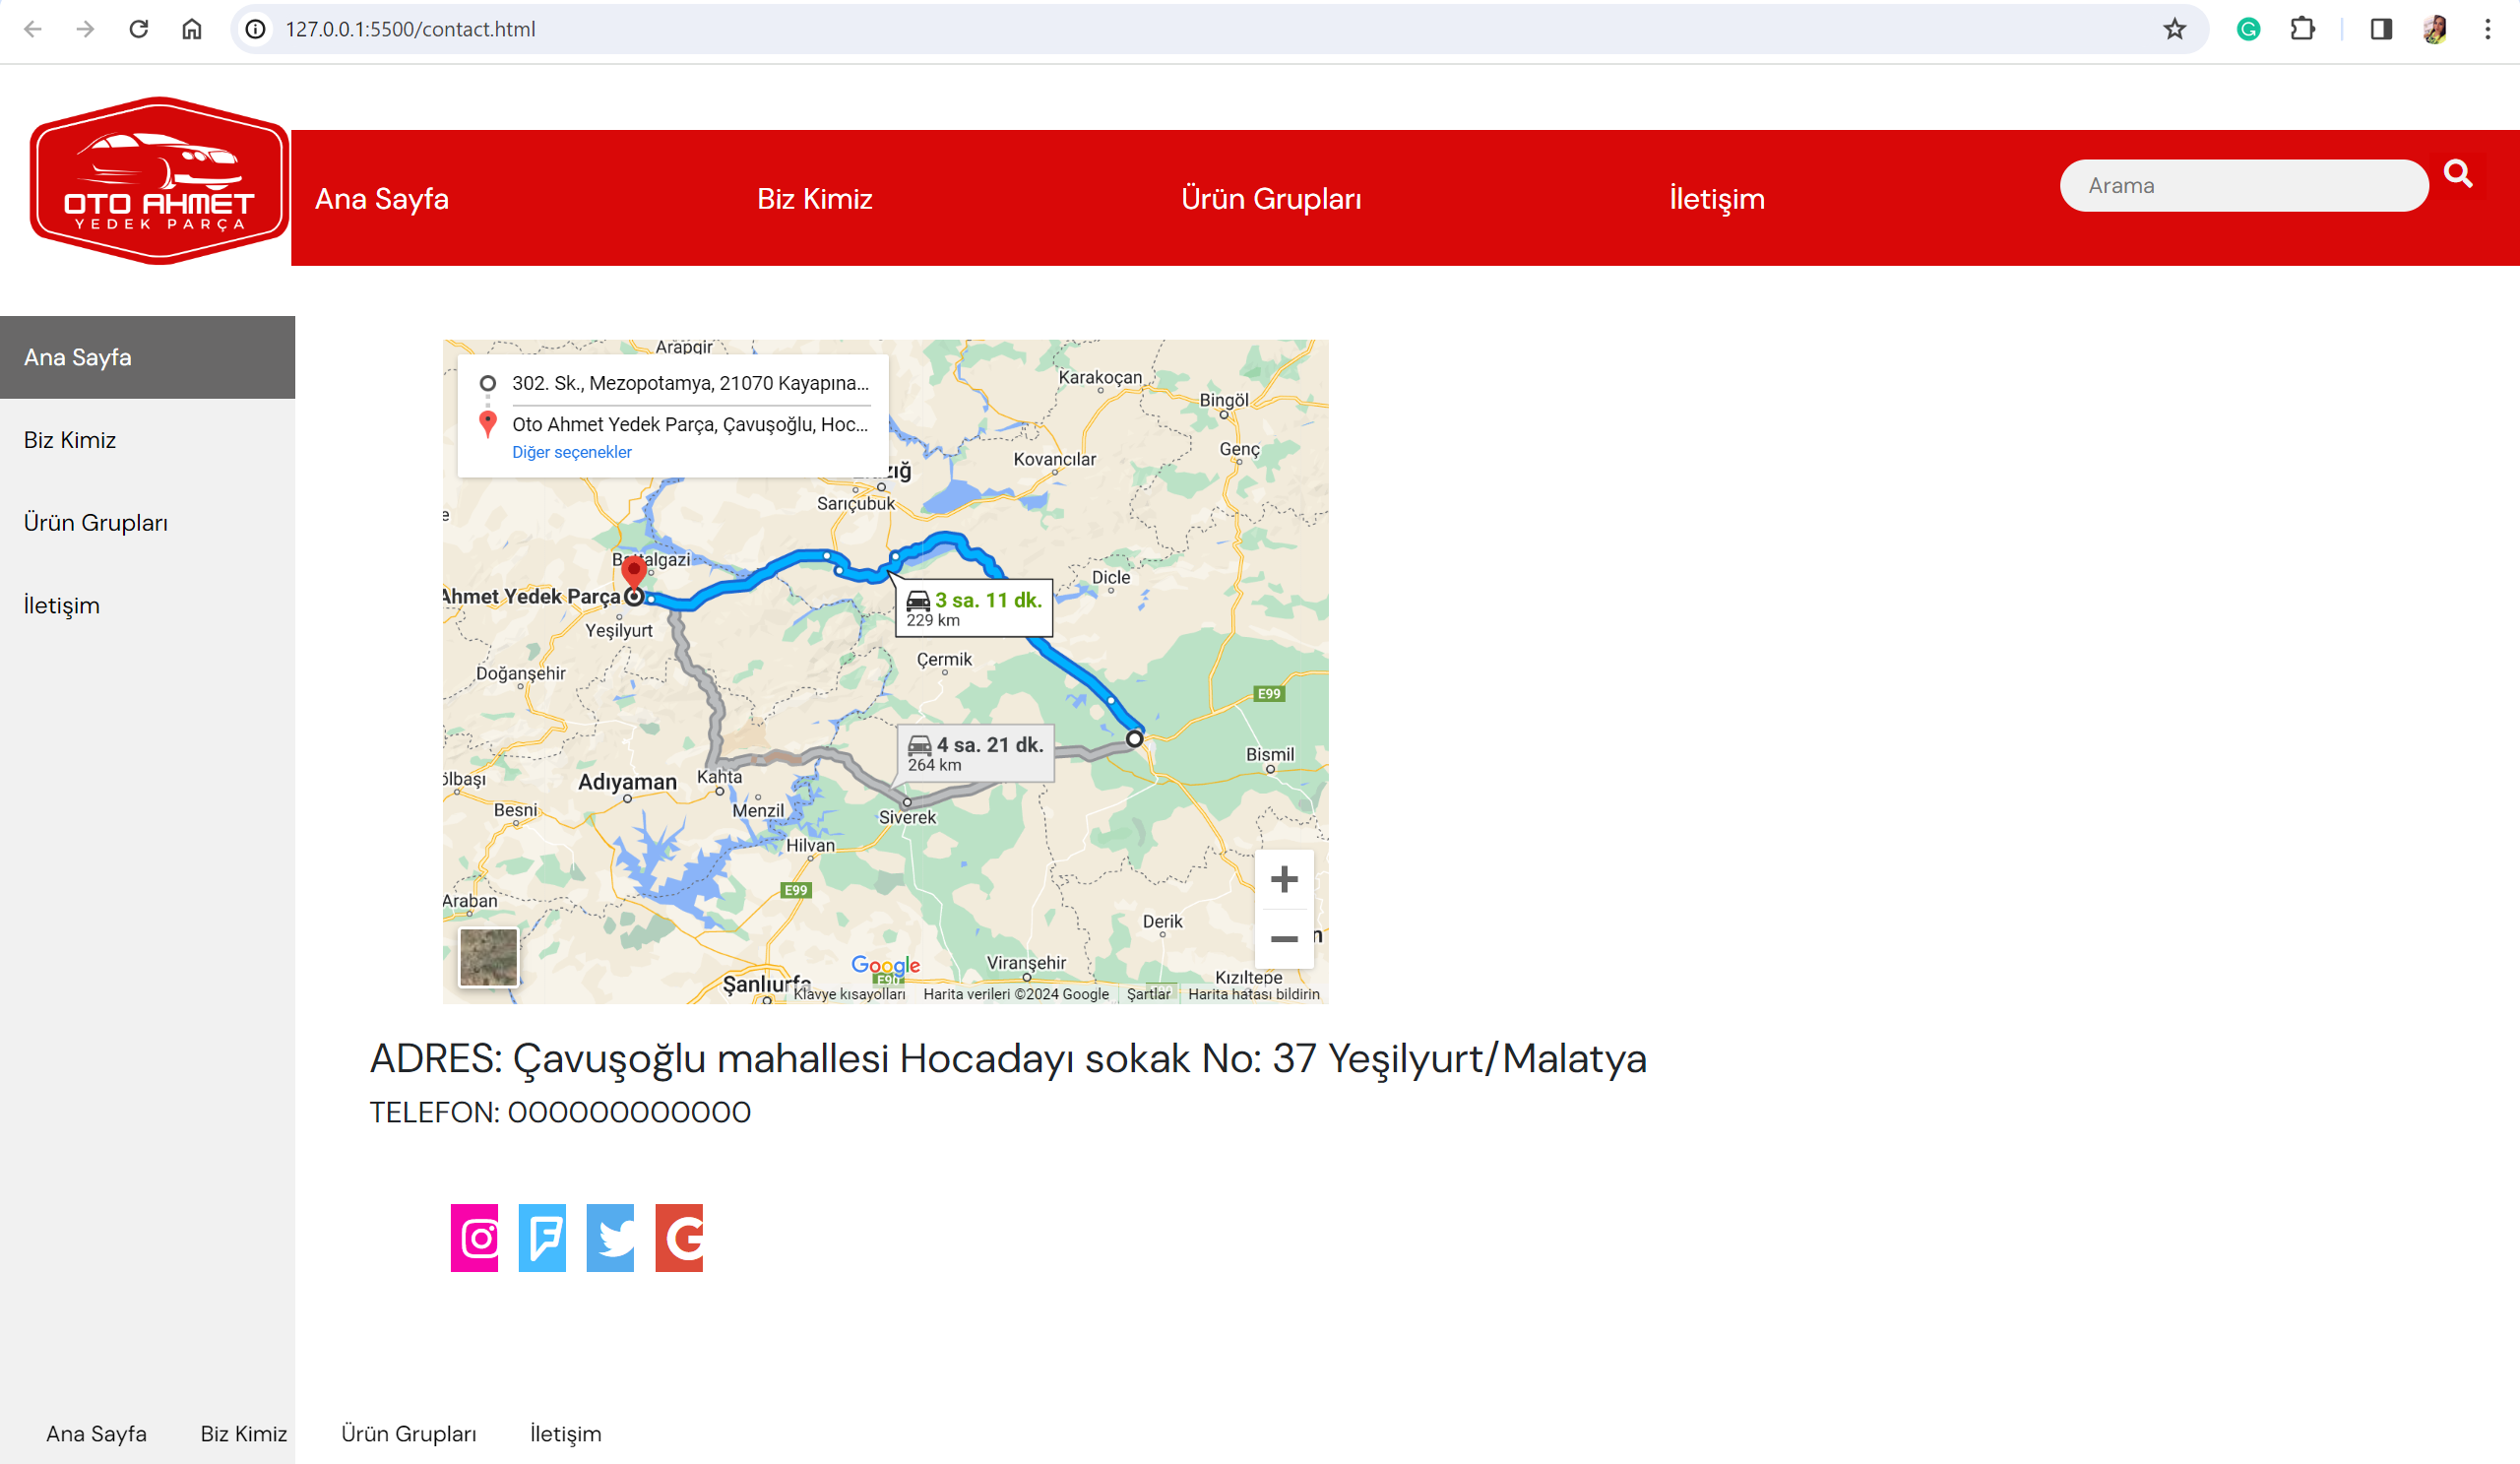 127.0.0.1:5500/contact.html
OTO AHMET
YEDEK PARÇA
Ana Sayfa
Biz Kimiz
Ürün Grupları
İletişim
Arama
Ana Sayfa
Biz Kimiz
Ürün Grupları
İletişim
302. Sk., Mezopotamya, 21070 Kayapına...
Oto Ahmet Yedek Parça, Çavuşoğlu, Hoc...
Diğer seçenekler
Arapgir
Karakoçan
Bingöl
Genç
Kovancılar
zığ
Sarıçubuk
e
Battalgazi
Dicle
Ahmet Yedek Parça
3 sa. 11 dk.
229 km
Yeşilyurt
Çermik
Doğanşehir
E99
4 sa. 21 dk.
264 km
Bismil
ölbaşı
Adıyaman
Kahta
Besni
Menzil
Siverek
Hilvan
E99
Araban
Derik
n
Viranşehir
Kızıltepe
Google
E90
Şanlıurfa
Klavye kısayolları
Harita verileri ©2024 Google
Şartlar
Harita hatası bildirin
ADRES: Çavuşoğlu mahallesi Hocadayı sokak No: 37 Yeşilyurt/Malatya
TELEFON: 000000000000
Ana Sayfa
Biz Kimiz
Ürün Grupları
İletişim